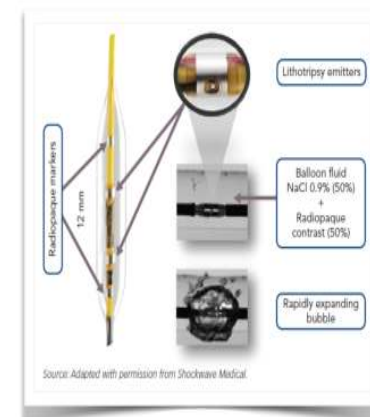 Lithotripsy emitters
Radiopaque markers
12 mm
Balloon fluid
NaCl 0.9% (50%)
+
Radiopaque
contrast (50%)
Rapidly expanding
bubble
Source: Adapted with permission from Shockwave Medical.